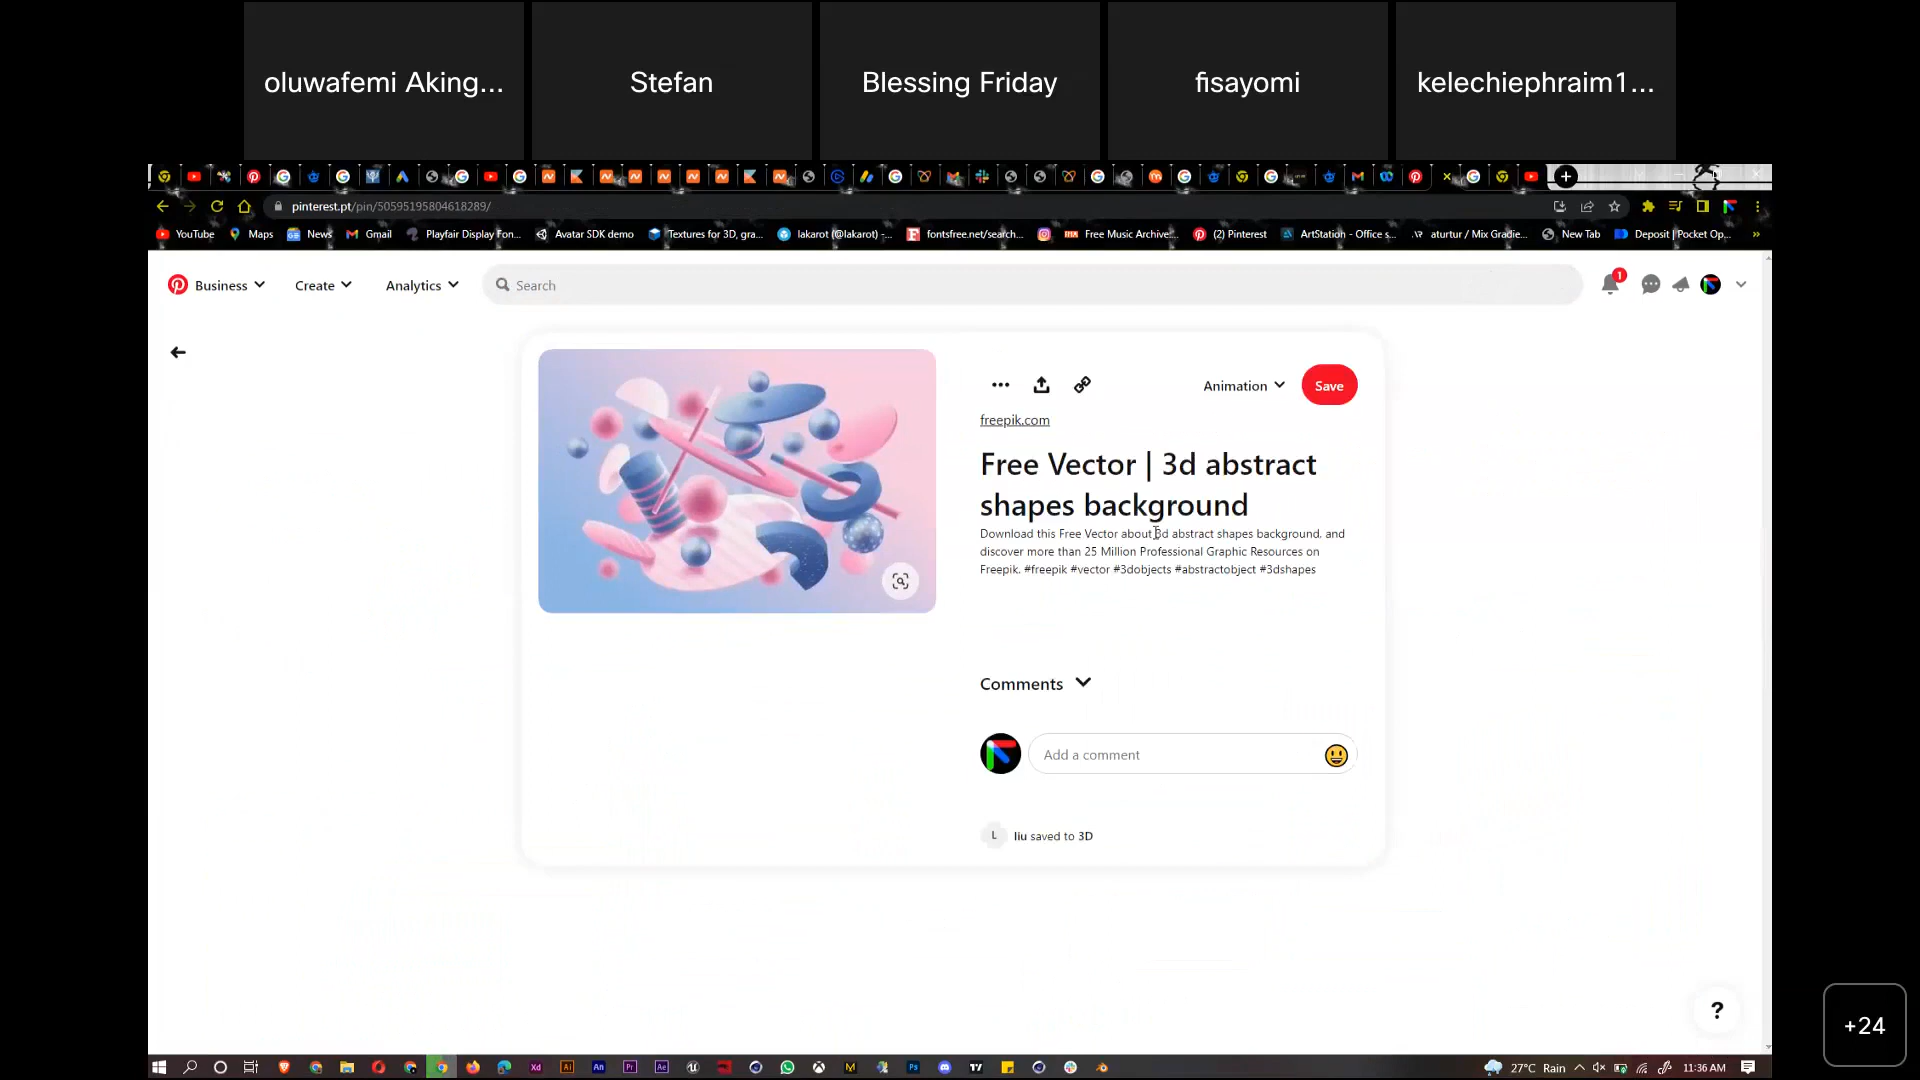 oluwafemi Aking...
Stefan
Blessing Friday
fisayomi
kelechiephraim1...
pinterest.pt/pin/50595195804618289/
YouTube
Maps
News
Gmail
Playfair Display Fon...
Avatar SDK demo
Textures for 3D, gra...
lakarot (@lakarot) -...
fontsfree.net/search...
Free Music Archive:...
(2) Pinterest
ArtStation - Office s...
aturtur / Mix Gradie...
New Tab
Deposit | Pocket Op...
»
Business
Create
Analytics
Search
1
Animation
Save
freepik.com
Free Vector | 3d abstract
shapes background
Download this Free Vector about 3d abstract shapes background, and
discover more than 25 Million Professional Graphic Resources on
Freepik. #freepik #vector #3dobjects #abstractobject #3dshapes
Comments
Add a comment
L
liu saved to 3D
?
+24
27°C Rain
11:36 AM